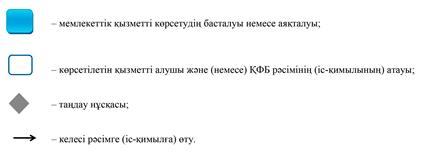 – мемлекеттік қызметті көрсетудің басталуы немесе аяқталуы;
– көрсетілетін қызметті алушы және (немесе) ҚФБ рәсімінің (іс-қимылының) атауы;
– таңдау нұсқасы;
– келесі рәсімге (іс-қимылға) өту.